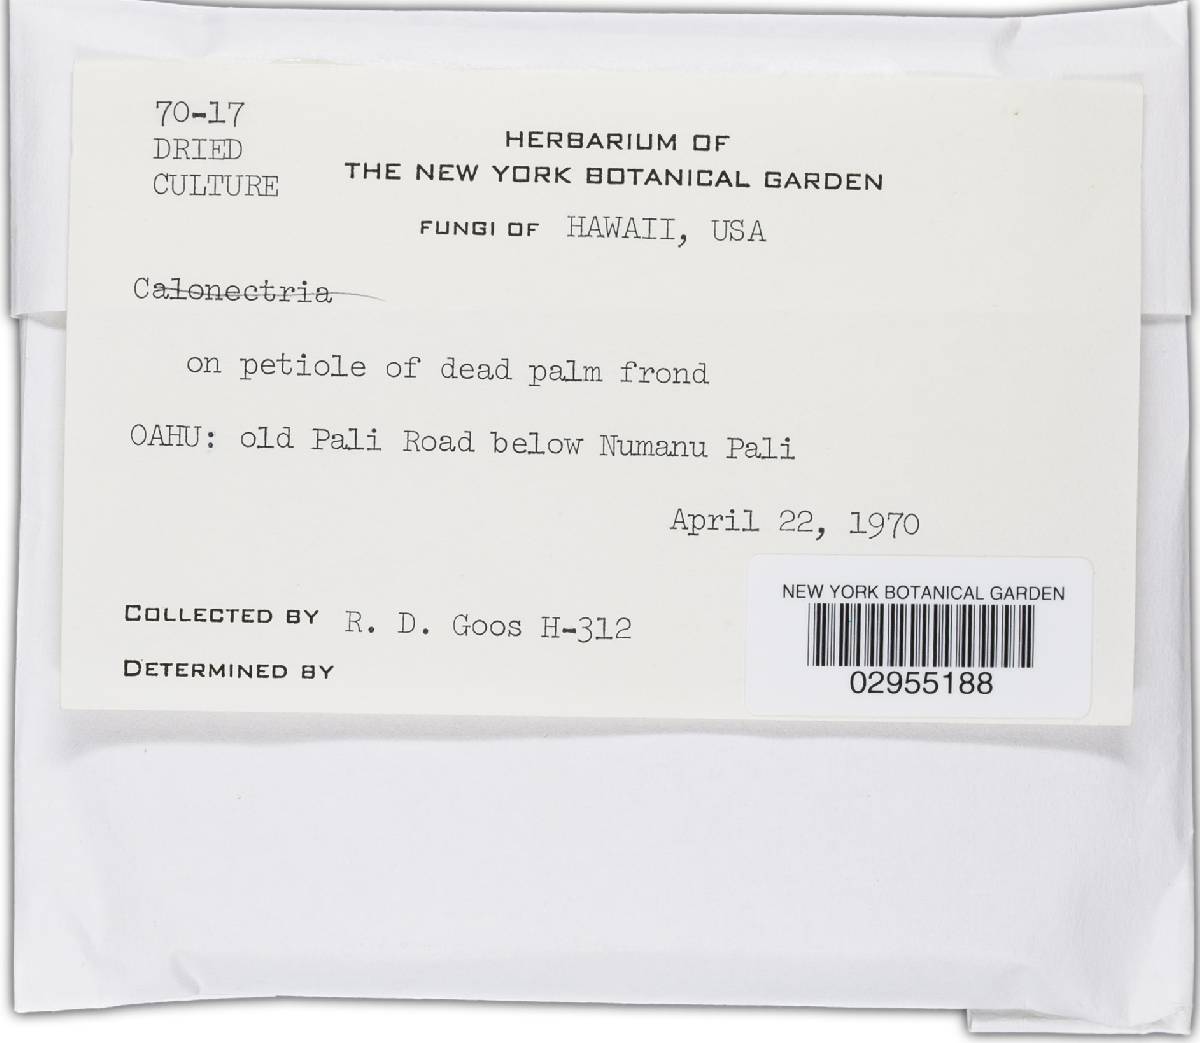 70-17
DRIED
CULTURE
HERBARIUM OF
THE NEW YORK BOTANICAL GARDEN
FUNGI OF HAWAII, USA
Calonectria
on petiole of dead palm frond
OAHU: old Pali Road below Numanu Pali
April 22, 1970
COLLECTED BY R. D. Goos H-312
DETERMINED BY
NEW YORK BOTANICAL GARDEN
02955188